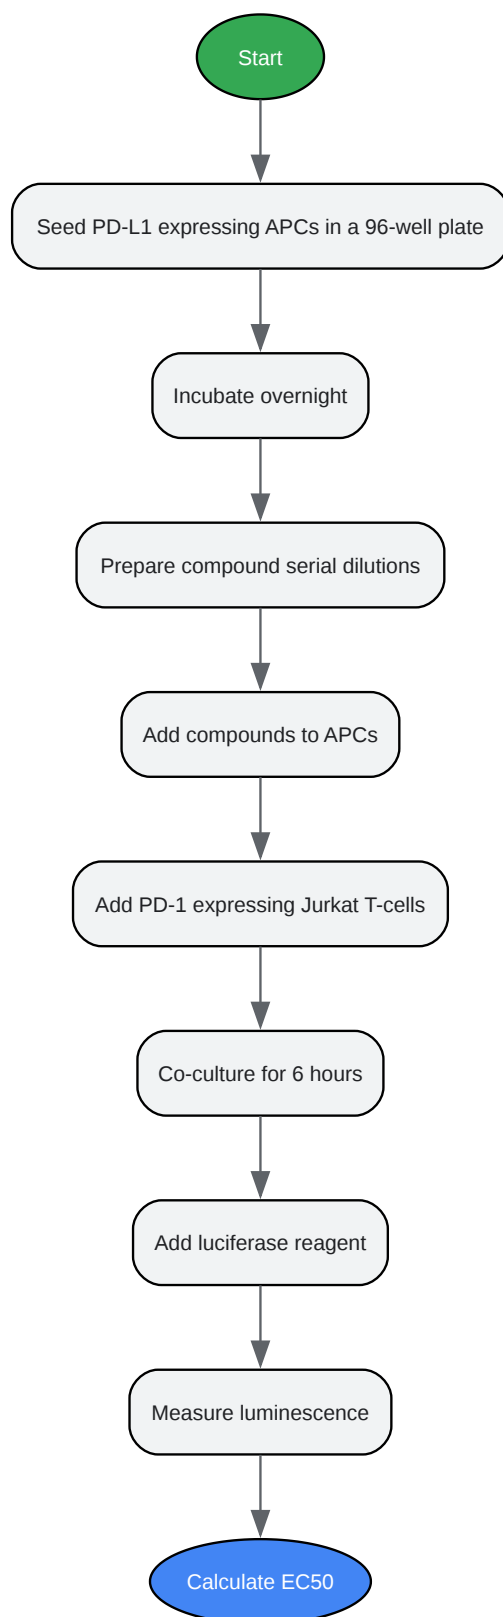 Start
Seed PD-L1 expressing APCs in a 96-well plate
Incubate overnight
Prepare compound serial dilutions
Add compounds to APCs
Add PD-1 expressing Jurkat T-cells
Co-culture for 6 hours
Add luciferase reagent
Measure luminescence
Calculate EC50